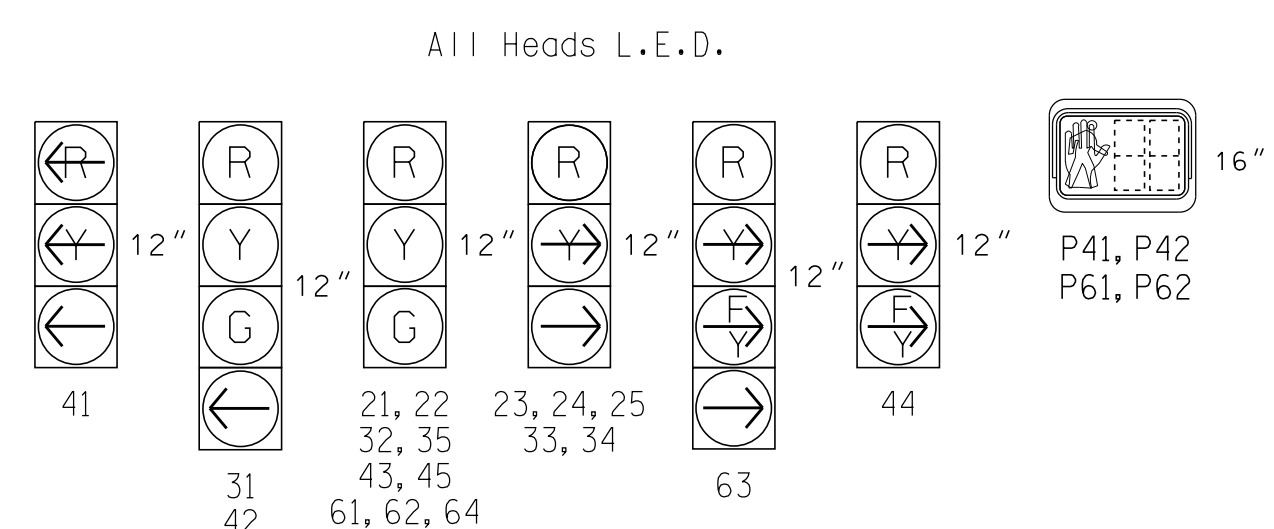 All Heads L.E.D.
R
Y
12"
41
R
Y
G
12"
31
42
R
Y
G
12"
21, 22
32, 35
43, 45
61, 62, 64
R
Y
12"
23, 24, 25
33, 34
R
Y
F
Y
12"
63
R
Y
F
Y
12"
44
16"
P41, P42
P61, P62